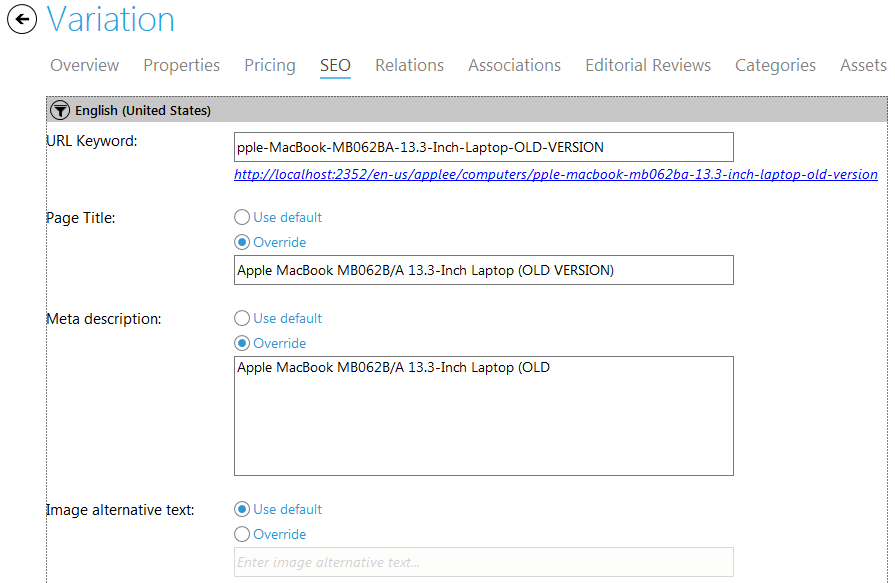 Variation
Overview Properties Pricing SEO Relations Associations Editorial Reviews Categories Assets
English (United States)
URL Keyword:
pple-MacBook-MB062BA-13.3-Inch-Laptop-OLD-VERSION
http://localhost:2352/en-us/applee/computers/pple-macbook-mb062ba-13.3-inch-laptop-old-version
Page Title:
Use default
Override
Apple MacBook MB062B/A 13.3-Inch Laptop (OLD VERSION)
Meta description:
Use default
Override
Apple MacBook MB062B/A 13.3-Inch Laptop (OLD
Image alternative text:
Use default
Override
Enter image alternative text...